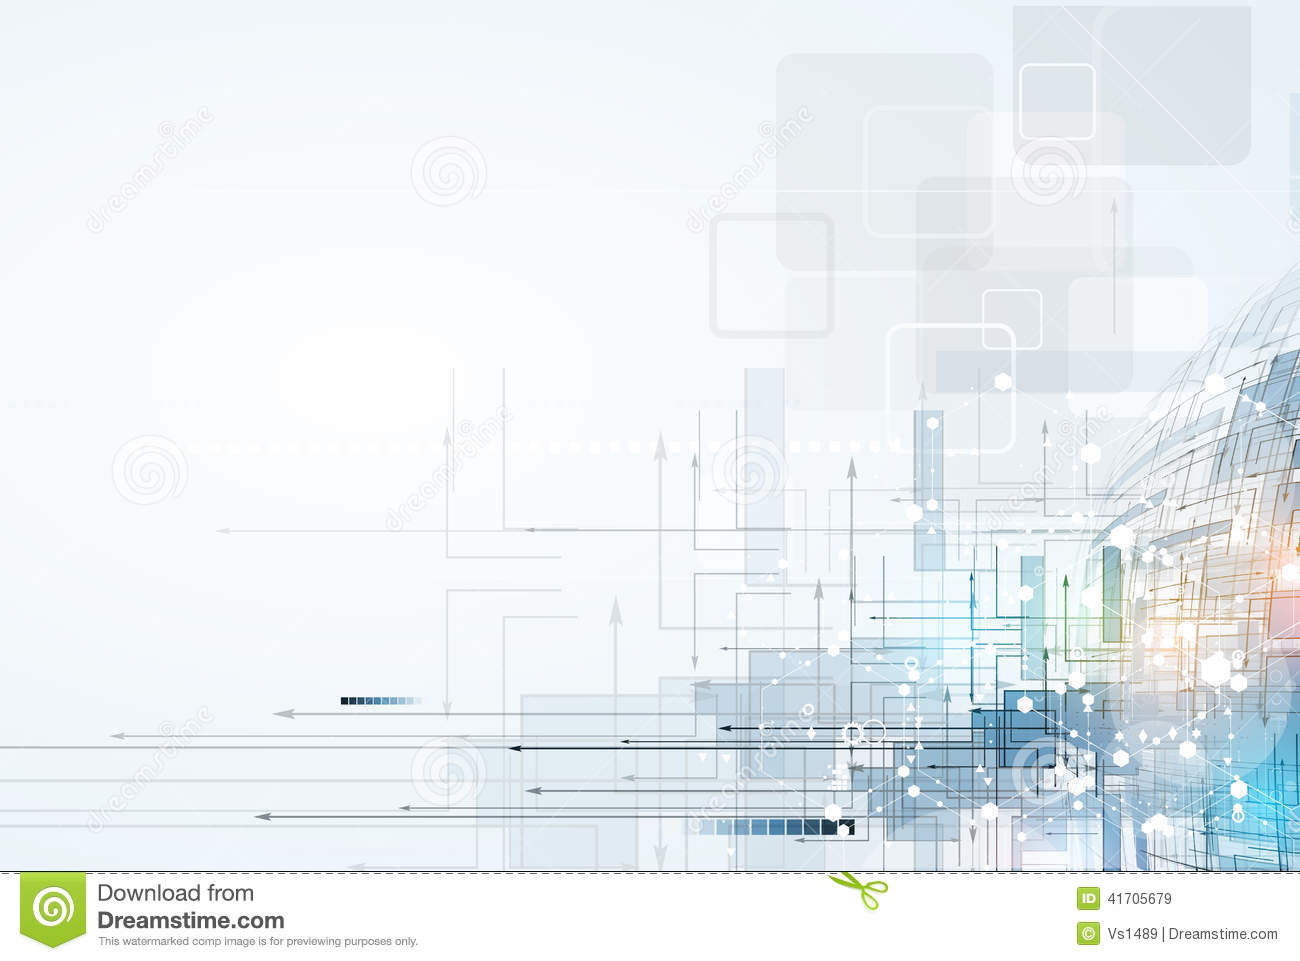 dreamstime
dreamstime
dreamstime
dreamstime
dreamstime
dreamstime
dreamstime
Download from
Dreamstime.com
This watermarked comp image is for previewing purposes only.
ID 41705679
© Vs1489 | Dreamstime.com